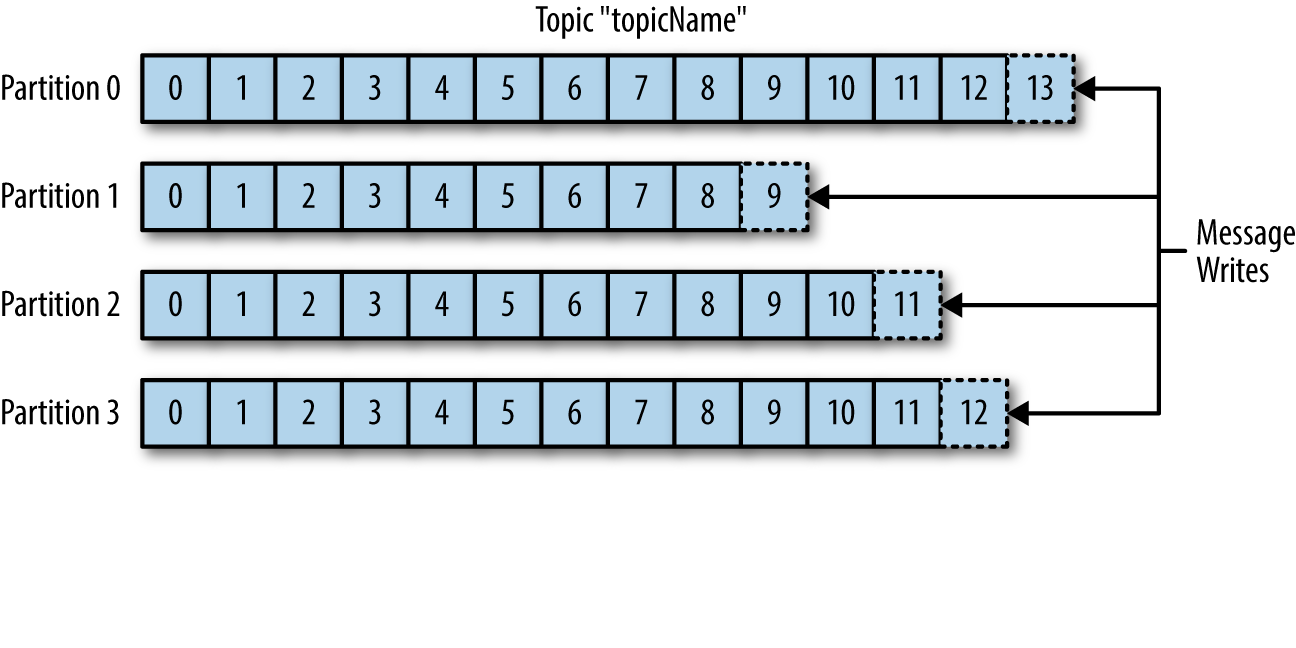 Topic "topicName"
Partition 0 0 1 2 3 4 5 6 7 8 9 10 11 12 13
Partition 1 0 1 2 3 4 5 6 7 8 9
Partition 2 0 1 2 3 4 5 6 7 8 9 10 11
Partition 3 0 1 2 3 4 5 6 7 8 9 10 11 12
Message
Writes